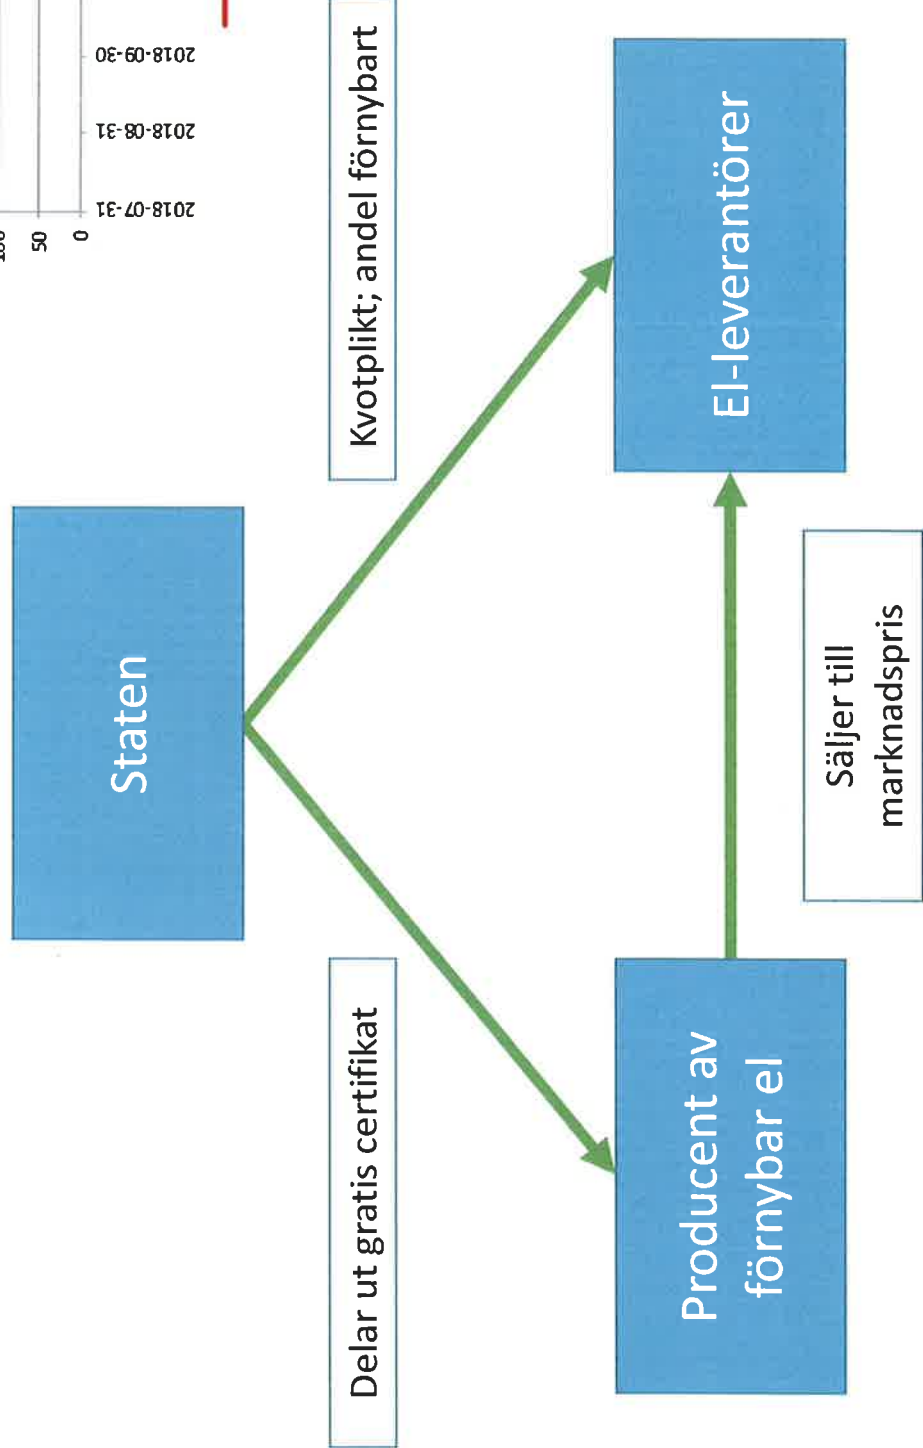 50
0
2018-07-31
2018-08-31
2018-09-30
Staten
Delar ut gratis certifikat
Kvotplikt; andel förnybart
Producent av
förnybar el
El-leverantörer
Säljer till
marknadspris